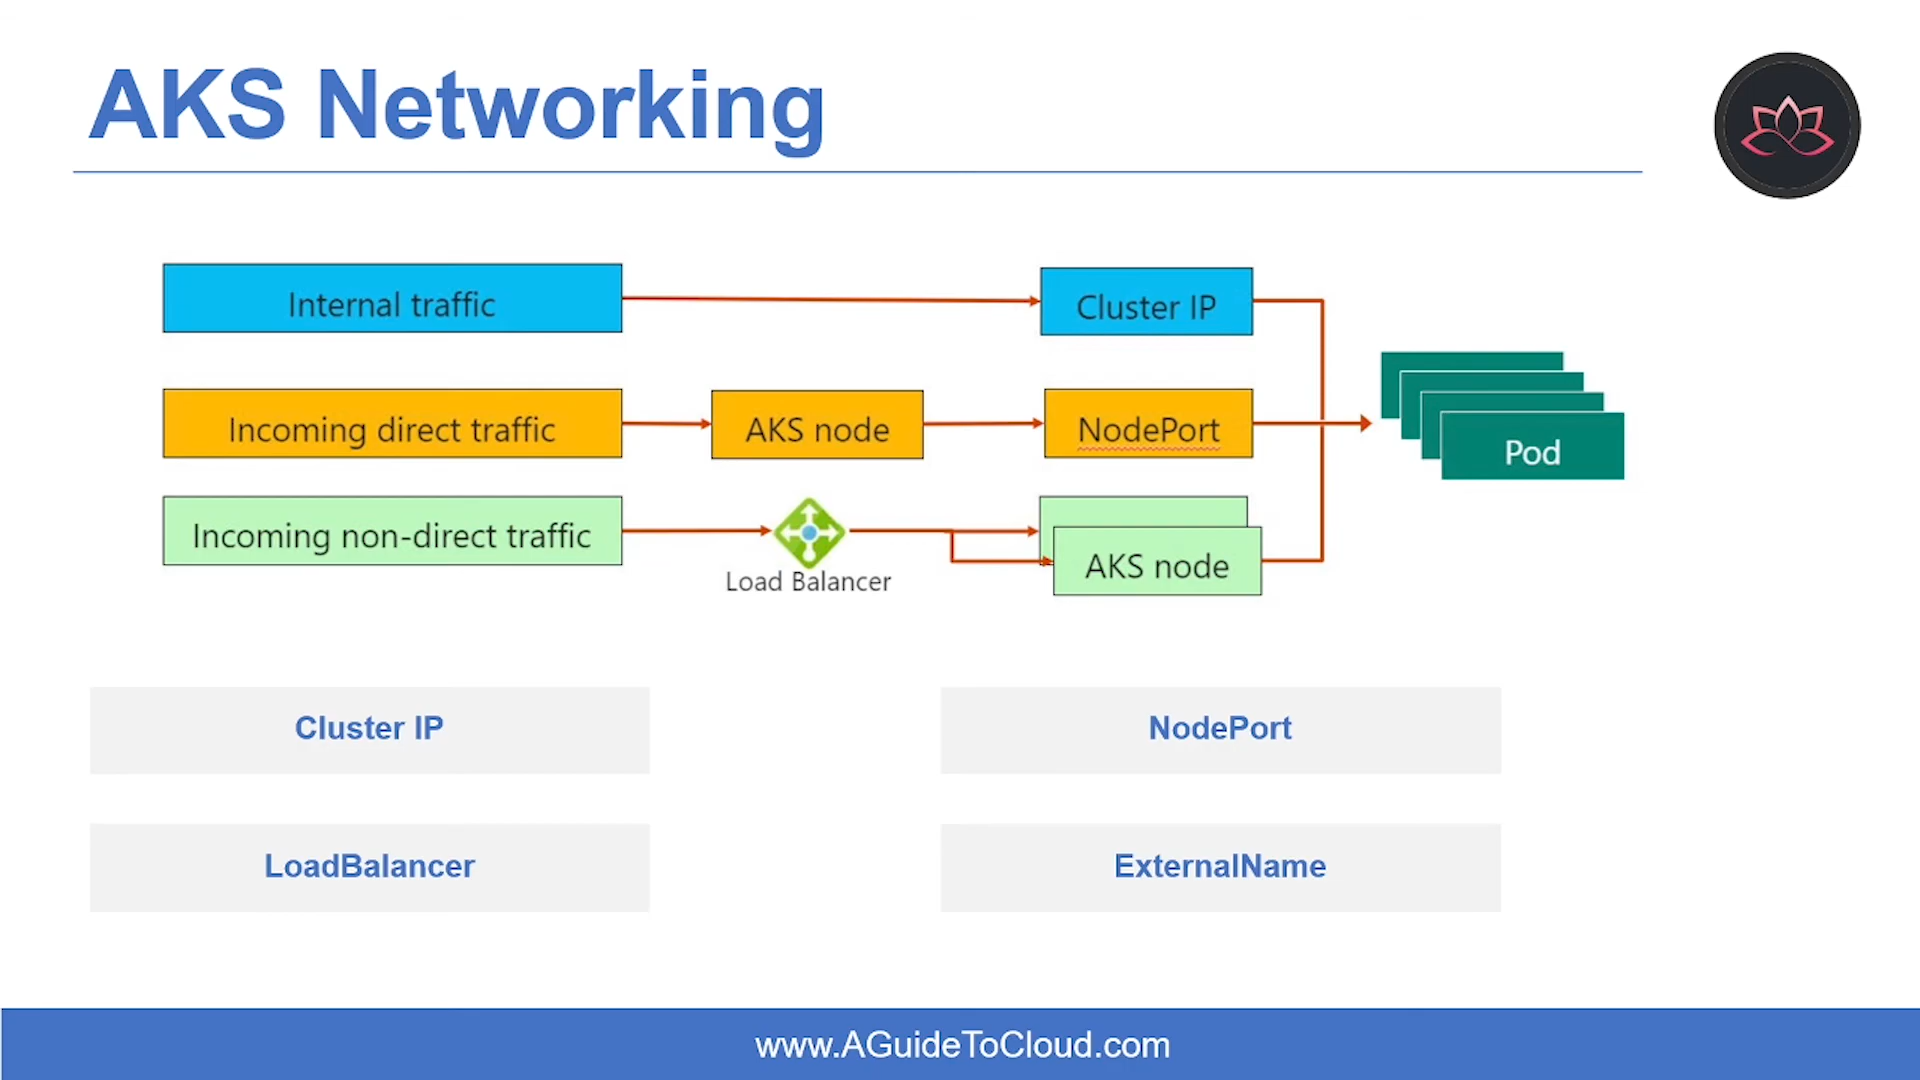 AKS Networking
Internal traffic
Cluster IP
Incoming direct traffic
AKS node
NodePort
Pod
Incoming non-direct traffic
Load Balancer
AKS node
Cluster IP
NodePort
LoadBalancer
ExternalName
www.AGuideToCloud.com